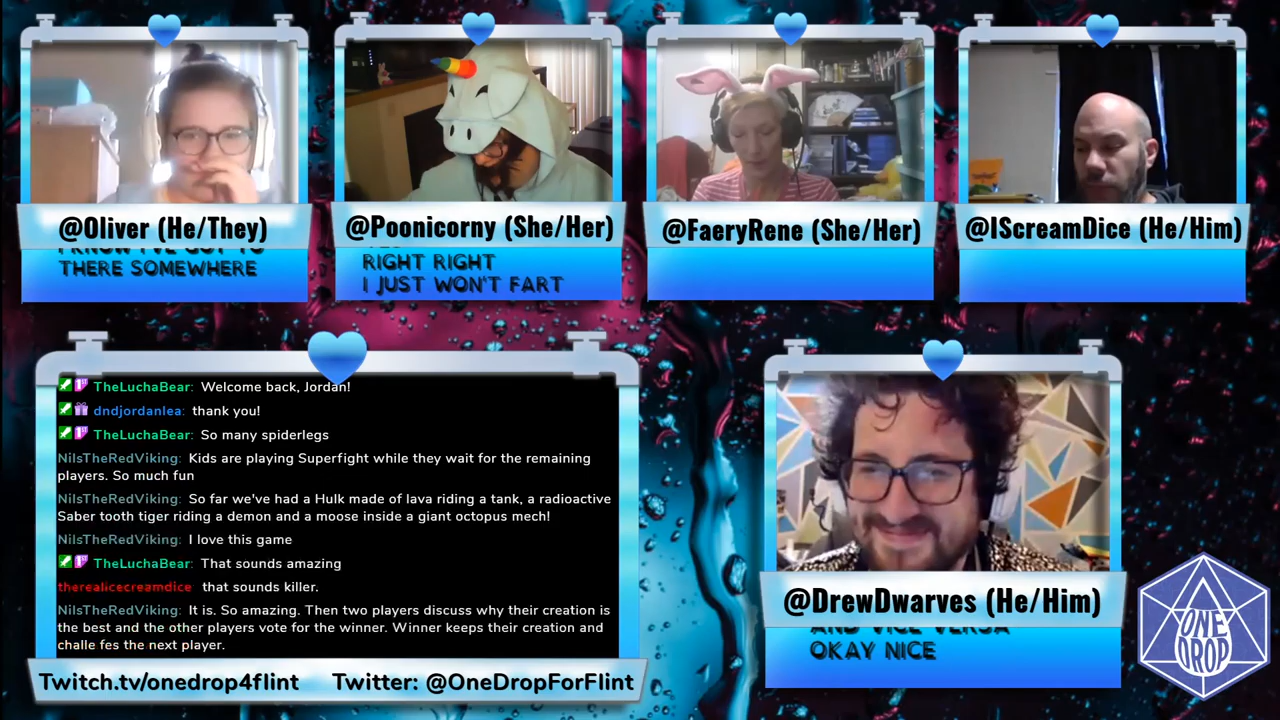 @Oliver (He/They)
THERE SOMEWHERE
@Poonicorny (She/Her)
RIGHT RIGHT
I JUST WON'T FART
@FaeryRene (She/Her)
@IScreamDice (He/Him)
TheLuchaBear: Welcome back, Jordan!
dndjordanlea: thank you!
TheLuchaBear: So many spiderlegs
NilsTheRedViking: Kids are playing Superfight while they wait for the remaining
players. So much fun
NilsTheRedViking: So far we've had a Hulk made of lava riding a tank, a radioactive
Saber tooth tiger riding a demon and a moose inside a giant octopus mech!
NilsTheRedViking: I love this game
TheLuchaBear: That sounds amazing
therealicecreamdice that sounds killer.
NilsTheRedViking: It is. So amazing. Then two players discuss why their creation is
the best and the other players vote for the winner. Winner keeps their creation and
challe fes the next player.
Twitch.tv/onedrop4flint Twitter: @OneDropForFlint
@DrewDwarves (He/Him)
AND VICE VERSA
OKAY NICE
ONE
DROP